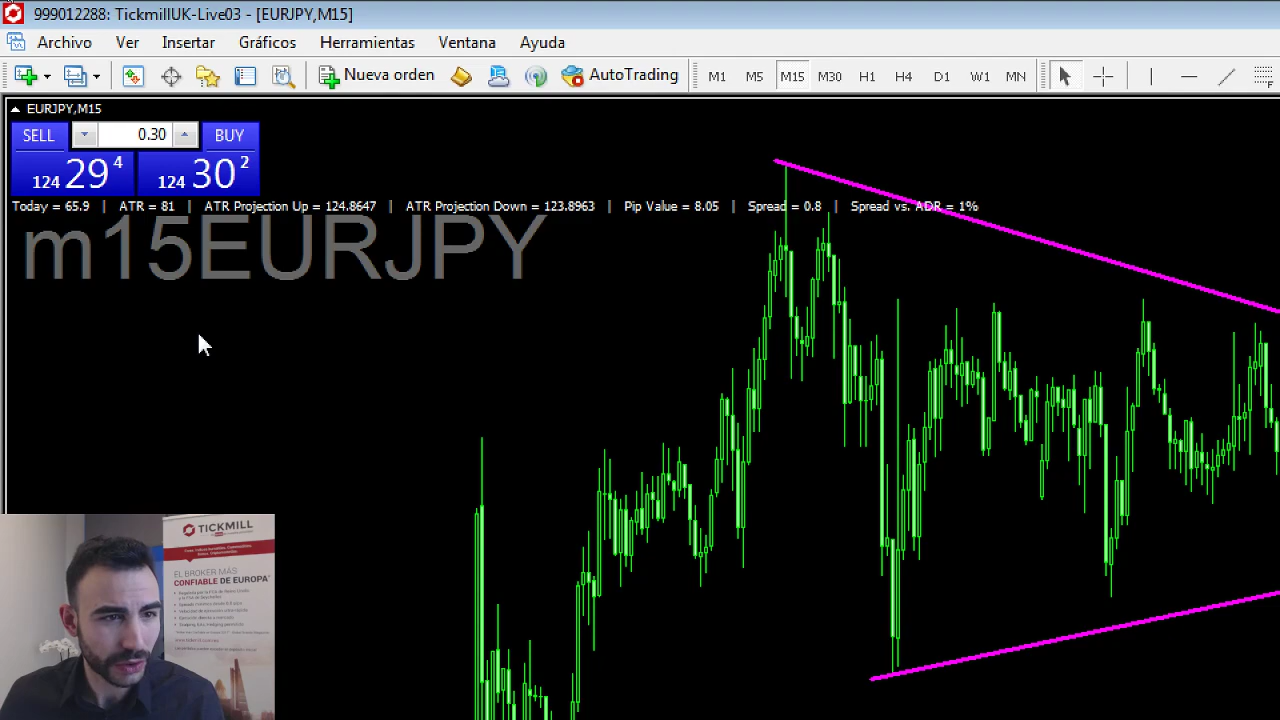 999012288: TickmillUK-Live03 - [EURJPY,M15]
Archivo Ver Insertar Gráficos Herramientas Ventana Ayuda
Nueva orden AutoTrading M1 M5 M15 M30 H1 H4 D1 W1 MN
EURJPY,M15
SELL 0.30 BUY
124 29 4 124 30 2
Today = 65.9 | ATR = 81 | ATR Projection Up = 124.8647 | ATR Projection Down = 123.8963 | Pip Value = 8.05 | Spread = 0.8 | Spread vs. ADR = 1%
m15EURJPY
TICKMILL
EL BROKER MÁS
CONFIABLE DE EUROPA*